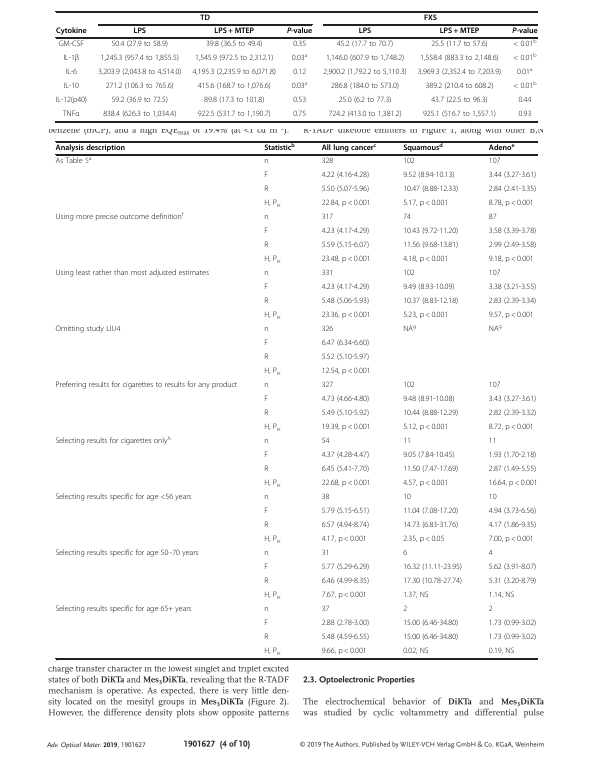 TD FXS
Cytokine LPS LPS + MTEP P-value LPS LPS + MTEP P-value
GM-CSF 50.4 (27.9 to 58.9) 39.8 (36.5 to 49.4) 0.35 45.2 (17.7 to 70.7) 25.5 (11.7 to 57.6) < 0.01b
IL-1β 1,245.3 (957.4 to 1,855.5) 1,545.9 (972.5 to 2,312.1) 0.03a 1,146.0 (607.9 to 1,748.2) 1,558.4 (883.3 to 2,148.6) < 0.01b
IL-6 3,203.9 (2,043.8 to 4,514.0) 4,195.3 (2,235.9 to 6,071.8) 0.12 2,900.2 (1,792.2 to 5,110.3) 3,969.3 (2,352.4 to 7,203.9) 0.01a
IL-10 271.2 (106.3 to 765.6) 415.6 (168.7 to 1,076.6) 0.03a 286.8 (184.0 to 573.0) 389.2 (210.4 to 608.2) < 0.01b
IL-12(p40) 59.2 (36.9 to 72.5) 89.8 (17.3 to 101.8) 0.53 25.0 (6.2 to 77.3) 43.7 (22.5 to 96.3) 0.44
TNFα 838.4 (626.3 to 1,034.4) 922.5 (531.7 to 1,190.7) 0.75 724.2 (413.0 to 1,381.2) 925.1 (516.7 to 1,557.1) 0.93
benzene (mCP), and a high EQEmax of 19.4% (at <1 cd m−2). R-TADF diketone emitters in Figure 1, along with other B,N
Analysis description Statisticb All lung cancerc Squamousd Adenoe
As Table 5a n 328 102 107
F 4.22 (4.16-4.28) 9.52 (8.94-10.13) 3.44 (3.27-3.61)
R 5.50 (5.07-5.96) 10.47 (8.88-12.33) 2.84 (2.41-3.35)
H, PH 22.84, p < 0.001 5.17, p < 0.001 8.78, p < 0.001
Using more precise outcome definitionf n 317 74 87
F 4.23 (4.17-4.29) 10.43 (9.72-11.20) 3.58 (3.39-3.78)
R 5.59 (5.15-6.07) 11.56 (9.68-13.81) 2.99 (2.49-3.58)
H, PH 23.48, p < 0.001 4.18, p < 0.001 9.18, p < 0.001
Using least rather than most adjusted estimates n 331 102 107
F 4.23 (4.17-4.29) 9.49 (8.93-10.09) 3.38 (3.21-3.55)
R 5.48 (5.06-5.93) 10.37 (8.83-12.18) 2.83 (2.39-3.34)
H, PH 23.36, p < 0.001 5.23, p < 0.001 9.57, p < 0.001
Omitting study LIU4 n 326 NAg NAg
F 6.47 (6.34-6.60)
R 5.52 (5.10-5.97)
H, PH 12.54, p < 0.001
Preferring results for cigarettes to results for any product n 327 102 107
F 4.73 (4.66-4.80) 9.48 (8.91-10.08) 3.43 (3.27-3.61)
R 5.49 (5.10-5.92) 10.44 (8.88-12.29) 2.82 (2.39-3.32)
H, PH 19.39, p < 0.001 5.12, p < 0.001 8.72, p < 0.001
Selecting results for cigarettes onlyh n 54 11 11
F 4.37 (4.28-4.47) 9.05 (7.84-10.45) 1.93 (1.70-2.18)
R 6.45 (5.41-7.70) 11.50 (7.47-17.69) 2.87 (1.49-5.55)
H, PH 22.68, p < 0.001 4.57, p < 0.001 16.64, p < 0.001
Selecting results specific for age <56 years n 38 10 10
F 5.79 (5.15-6.51) 11.04 (7.08-17.20) 4.94 (3.73-6.56)
R 6.57 (4.94-8.74) 14.73 (6.83-31.76) 4.17 (1.86-9.35)
H, PH 4.17, p < 0.001 2.35, p < 0.05 7.00, p < 0.001
Selecting results specific for age 50–70 years n 31 6 4
F 5.77 (5.29-6.29) 16.32 (11.11-23.95) 5.62 (3.91-8.07)
R 6.46 (4.99-8.35) 17.30 (10.78-27.74) 5.31 (3.20-8.79)
H, PH 7.67, p < 0.001 1.37, NS 1.14, NS
Selecting results specific for age 65+ years n 37 2 2
F 2.88 (2.78-3.00) 15.00 (6.46-34.80) 1.73 (0.99-3.02)
R 5.48 (4.59-6.55) 15.00 (6.46-34.80) 1.73 (0.99-3.02)
H, PH 9.66, p < 0.001 0.02, NS 0.19, NS
charge transfer character in the lowest singlet and triplet excited
states of both DiKTa and Mes3DiKTa, revealing that the R-TADF
mechanism is operative. As expected, there is very little den-
sity located on the mesityl groups in Mes3DiKTa (Figure 2).
However, the difference density plots show opposite patterns
2.3. Optoelectronic Properties
The electrochemical behavior of DiKTa and Mes3DiKTa
was studied by cyclic voltammetry and differential pulse
Adv. Optical Mater. 2019, 1901627 1901627 (4 of 10) © 2019 The Authors. Published by WILEY-VCH Verlag GmbH & Co. KGaA, Weinheim